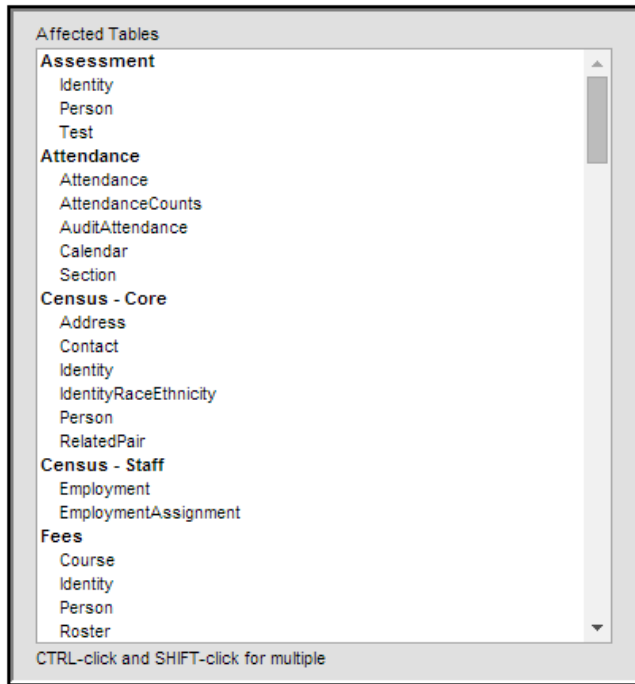 Affected Tables
Assessment
Identity
Person
Test
Attendance
Attendance
AttendanceCounts
AuditAttendance
Calendar
Section
Census - Core
Address
Contact
Identity
IdentityRaceEthnicity
Person
RelatedPair
Census - Staff
Employment
EmploymentAssignment
Fees
Course
Identity
Person
Roster
CTRL-click and SHIFT-click for multiple